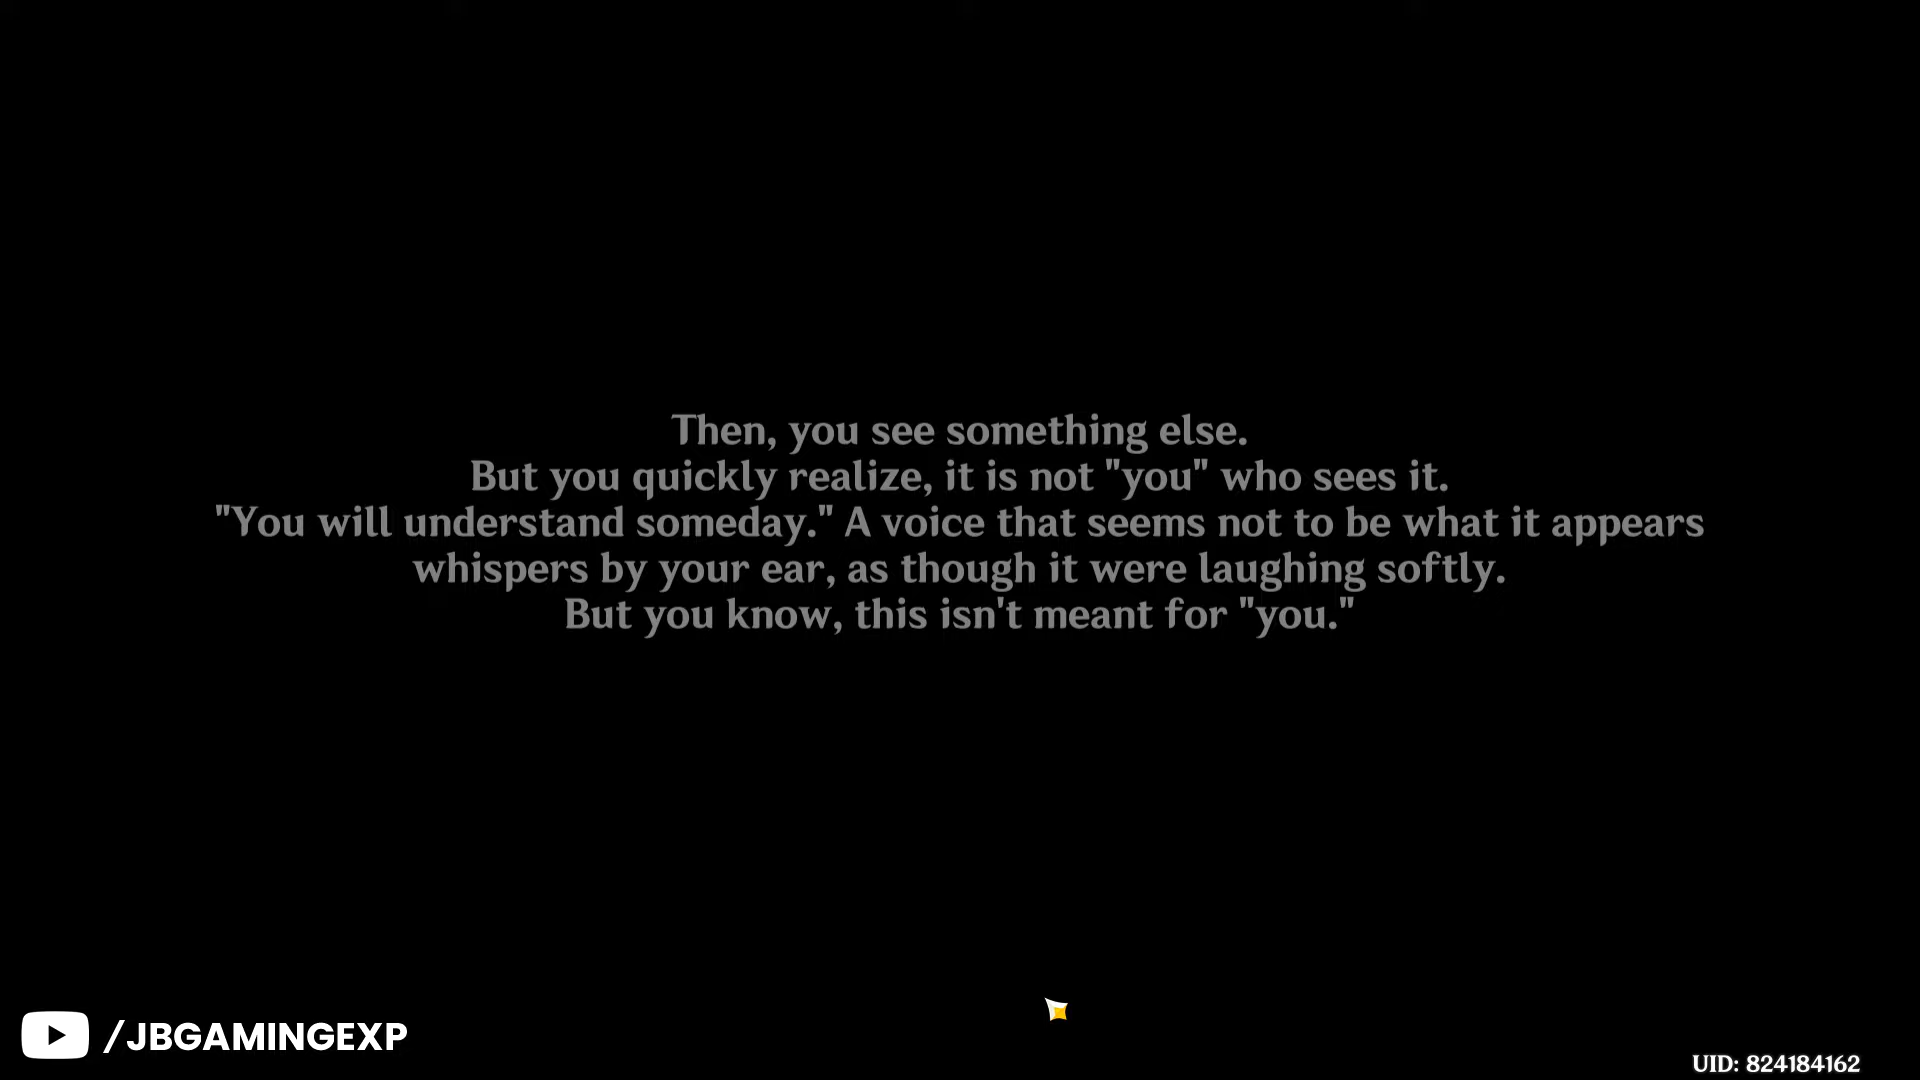 Then, you see something else.
But you quickly realize, it is not "you" who sees it.
"You will understand someday." A voice that seems not to be what it appears
whispers by your ear, as though it were laughing softly.
But you know, this isn't meant for "you."
/JBGAMINGEXP
UID: 824184162